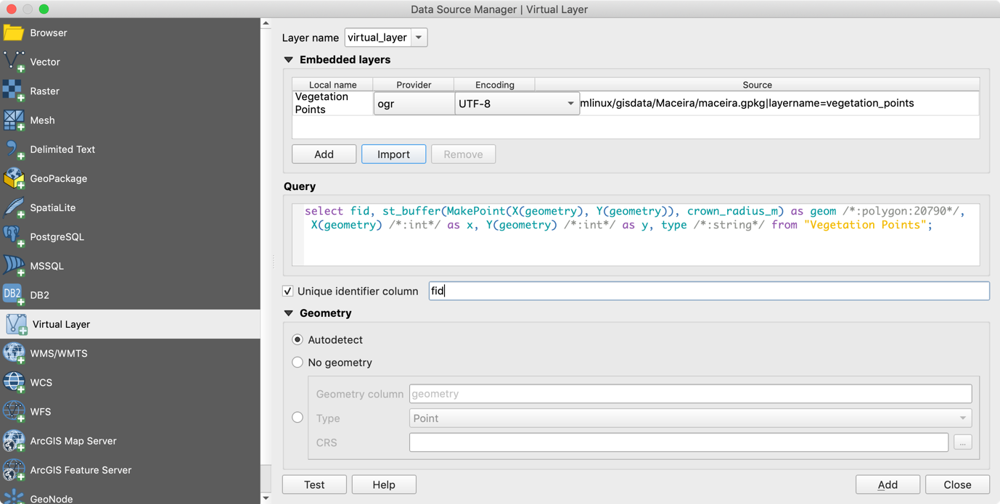 Data Source Manager | Virtual Layer
Browser
Vector
Raster
Mesh
Delimited Text
GeoPackage
SpatiaLite
PostgreSQL
MSSQL
DB2
DB2
Virtual Layer
WMS/WMTS
WCS
WFS
ArcGIS Map Server
ArcGIS Feature Server
GeoNode
Layer name virtual_layer
Embedded layers
Local name Provider Encoding Source
Vegetation
Points
ogr UTF-8 mlinux/gisdata/Maceira/maceira.gpkg|layername=vegetation_points
Add Import Remove
Query
select fid, st_buffer(MakePoint(X(geometry), Y(geometry)), crown_radius_m) as geom /*:polygon:20790*/,
X(geometry) /*:int*/ as x, Y(geometry) /*:int*/ as y, type /*:string*/ from "Vegetation Points";
Unique identifier column fid
Geometry
Autodetect
No geometry
Geometry column geometry
Type Point
CRS ...
Test Help Add Close